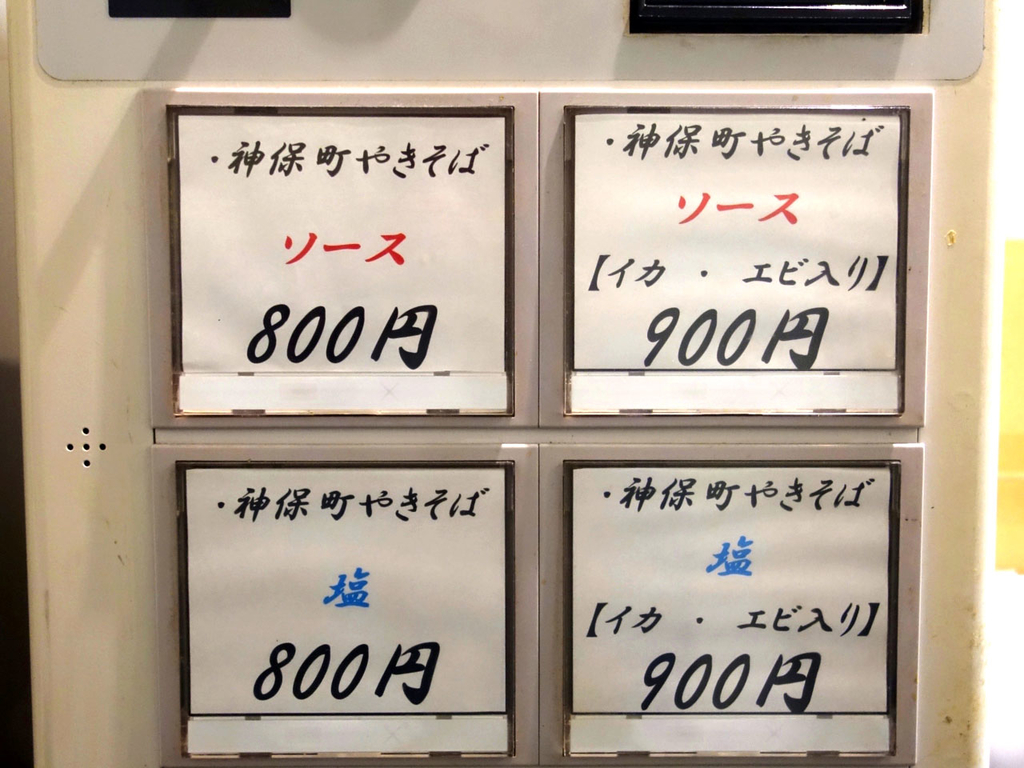 ・神保町やきそば
ソース
800円
・神保町やきそば
ソース
【イカ ・ エビ入り】
900円
・神保町やきそば
塩
800円
・神保町やきそば
塩
【イカ ・ エビ入り】
900円